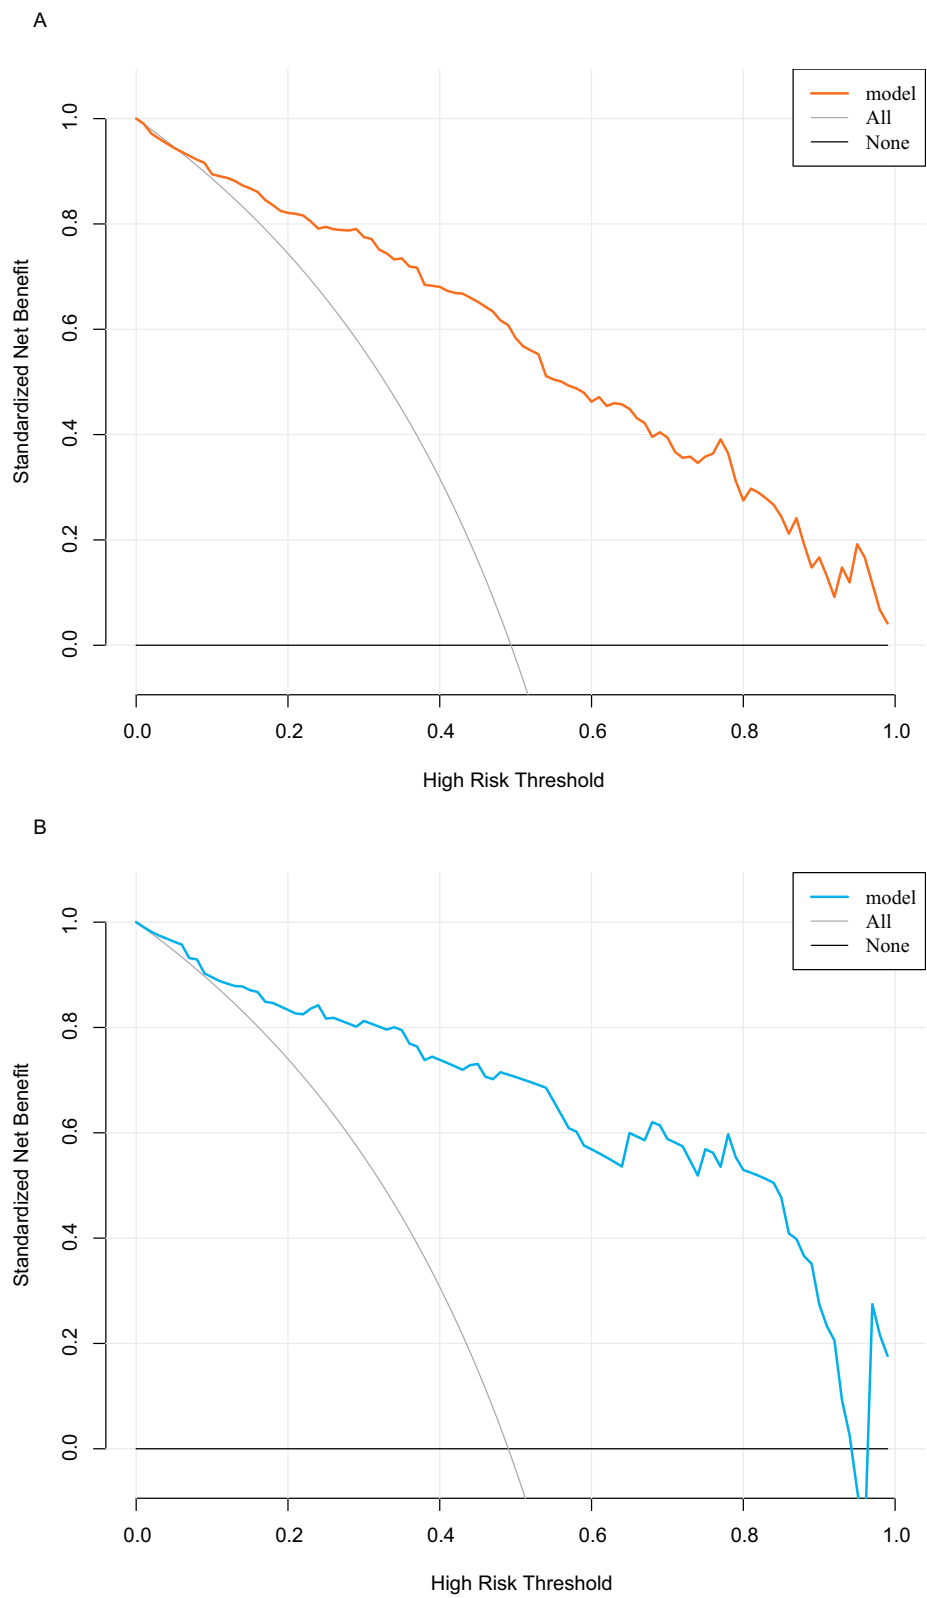 A
model
All
None
Standardized Net Benefit
1.0
0.8
0.6
0.4
0.2
0.0
0.0 0.2 0.4 0.6 0.8 1.0
High Risk Threshold
B
model
All
None
Standardized Net Benefit
1.0
0.8
0.6
0.4
0.2
0.0
0.0 0.2 0.4 0.6 0.8 1.0
High Risk Threshold